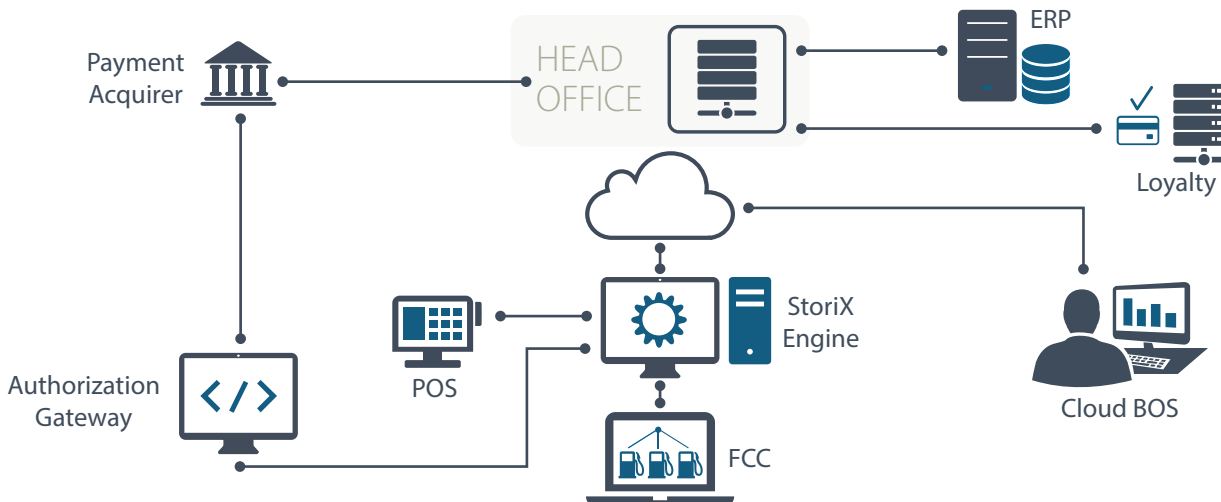 Payment
Acquirer
HEAD
OFFICE
ERP
Loyalty
StoriX
Engine
POS
Authorization
Gateway
FCC
Cloud BOS